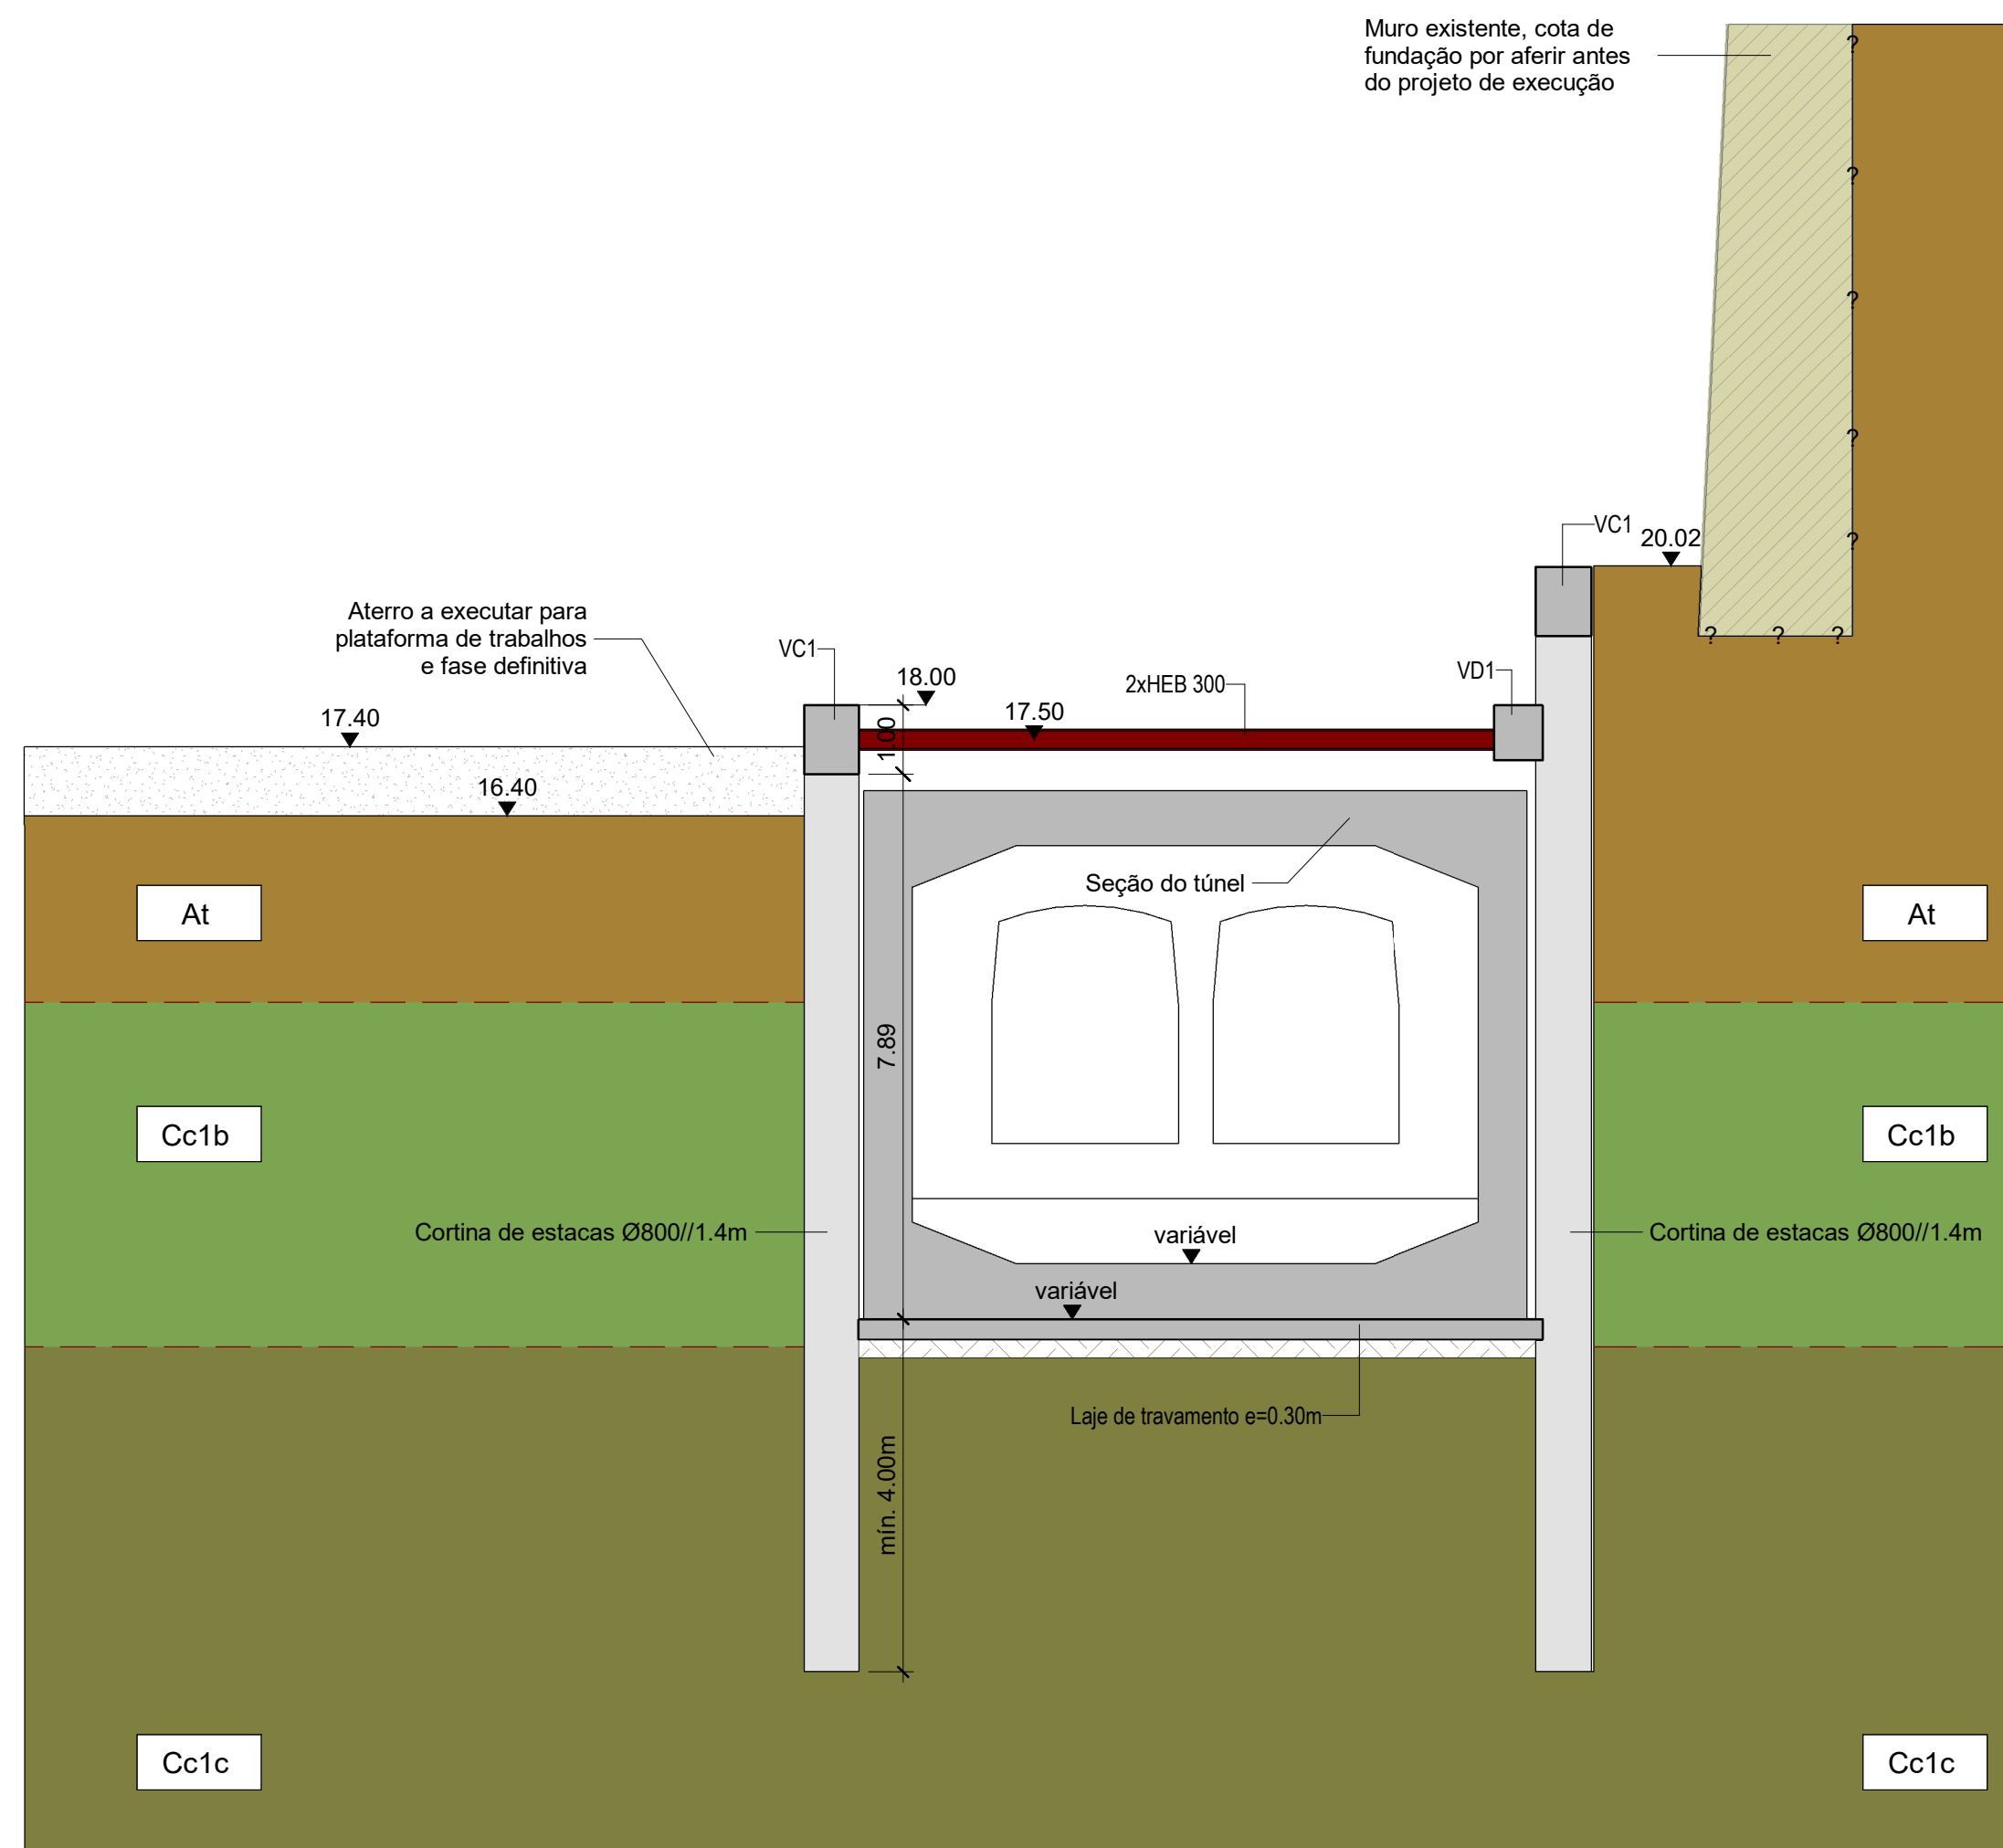 Muro existente, cota de
fundação por aferir antes
do projeto de execução
?
?
?
?
?
?
?
?
VC1
20.02
Aterro a executar para
plataforma de trabalhos
e fase definitiva
VC1
18.00
2xHEB 300
VD1
17.40
17.50
1.00
16.40
Seção do túnel
At
At
7.89
Cc1b
Cc1b
Cortina de estacas Ø800//1.4m
variável
Cortina de estacas Ø800//1.4m
variável
Laje de travamento e=0.30m
mín. 4.00m
Cc1c
Cc1c